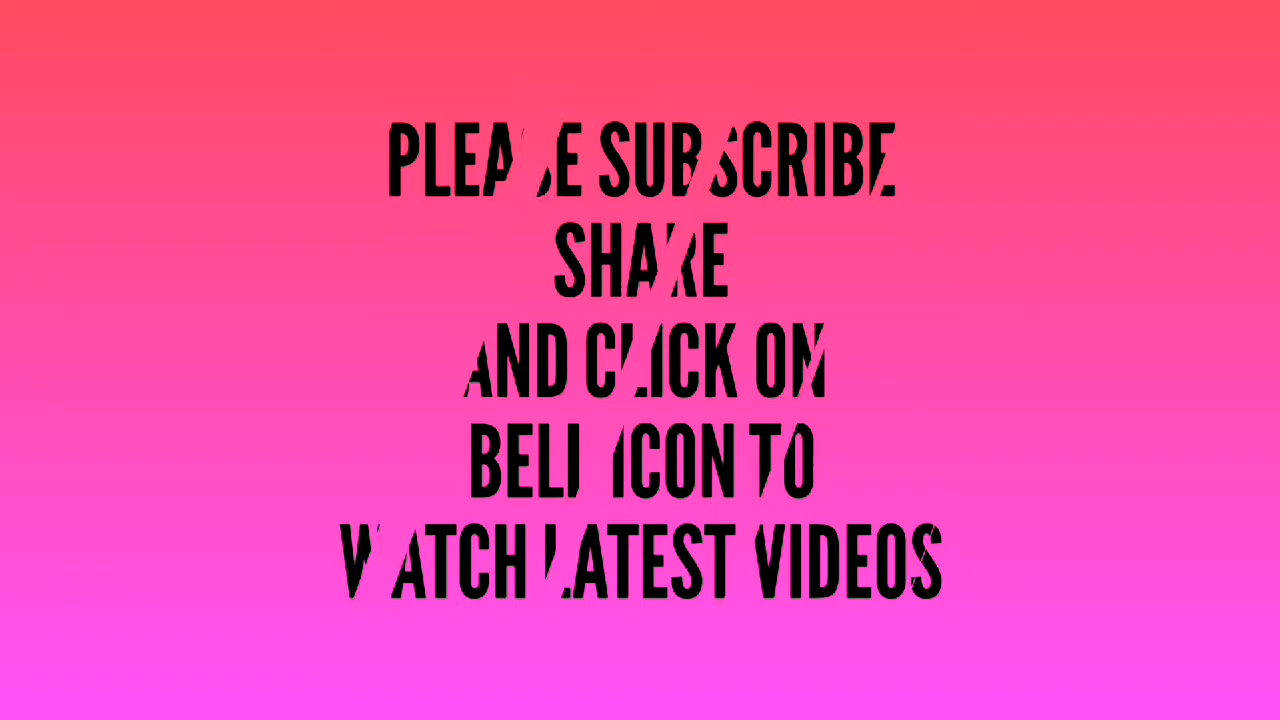 PLEASE SUBSCRIBE
SHARE
AND CLICK ON
BELL ICON TO
WATCH LATEST VIDEOS